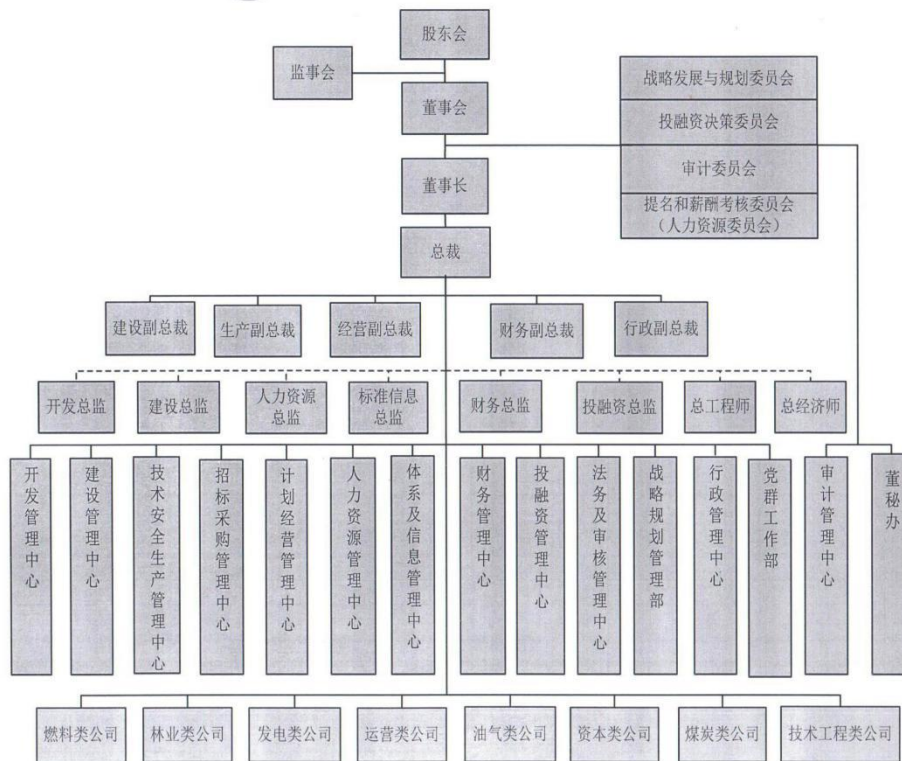 股东会
监事会
董事会
战略发展与规划委员会
投融资决策委员会
审计委员会
提名和薪酬考核委员会
（人力资源委员会）
董事长
总裁
建设副总裁
生产副总裁
经营副总裁
财务副总裁
行政副总裁
开发总监
建设总监
人力资源
总监
标准信息
总监
财务总监
投融资总监
总工程师
总经济师
开发管理中心
建设管理中心
技术安全生产管理中心
招标采购管理中心
计划经营管理中心
人力资源管理中心
体系及信息管理中心
财务管理中心
投融资管理中心
法务及审核管理中心
战略规划管理部
行政管理中心
党群工作部
审计管理中心
董秘办
燃料类公司
林业类公司
发电类公司
运营类公司
油气类公司
资本类公司
煤炭类公司
技术工程类公司